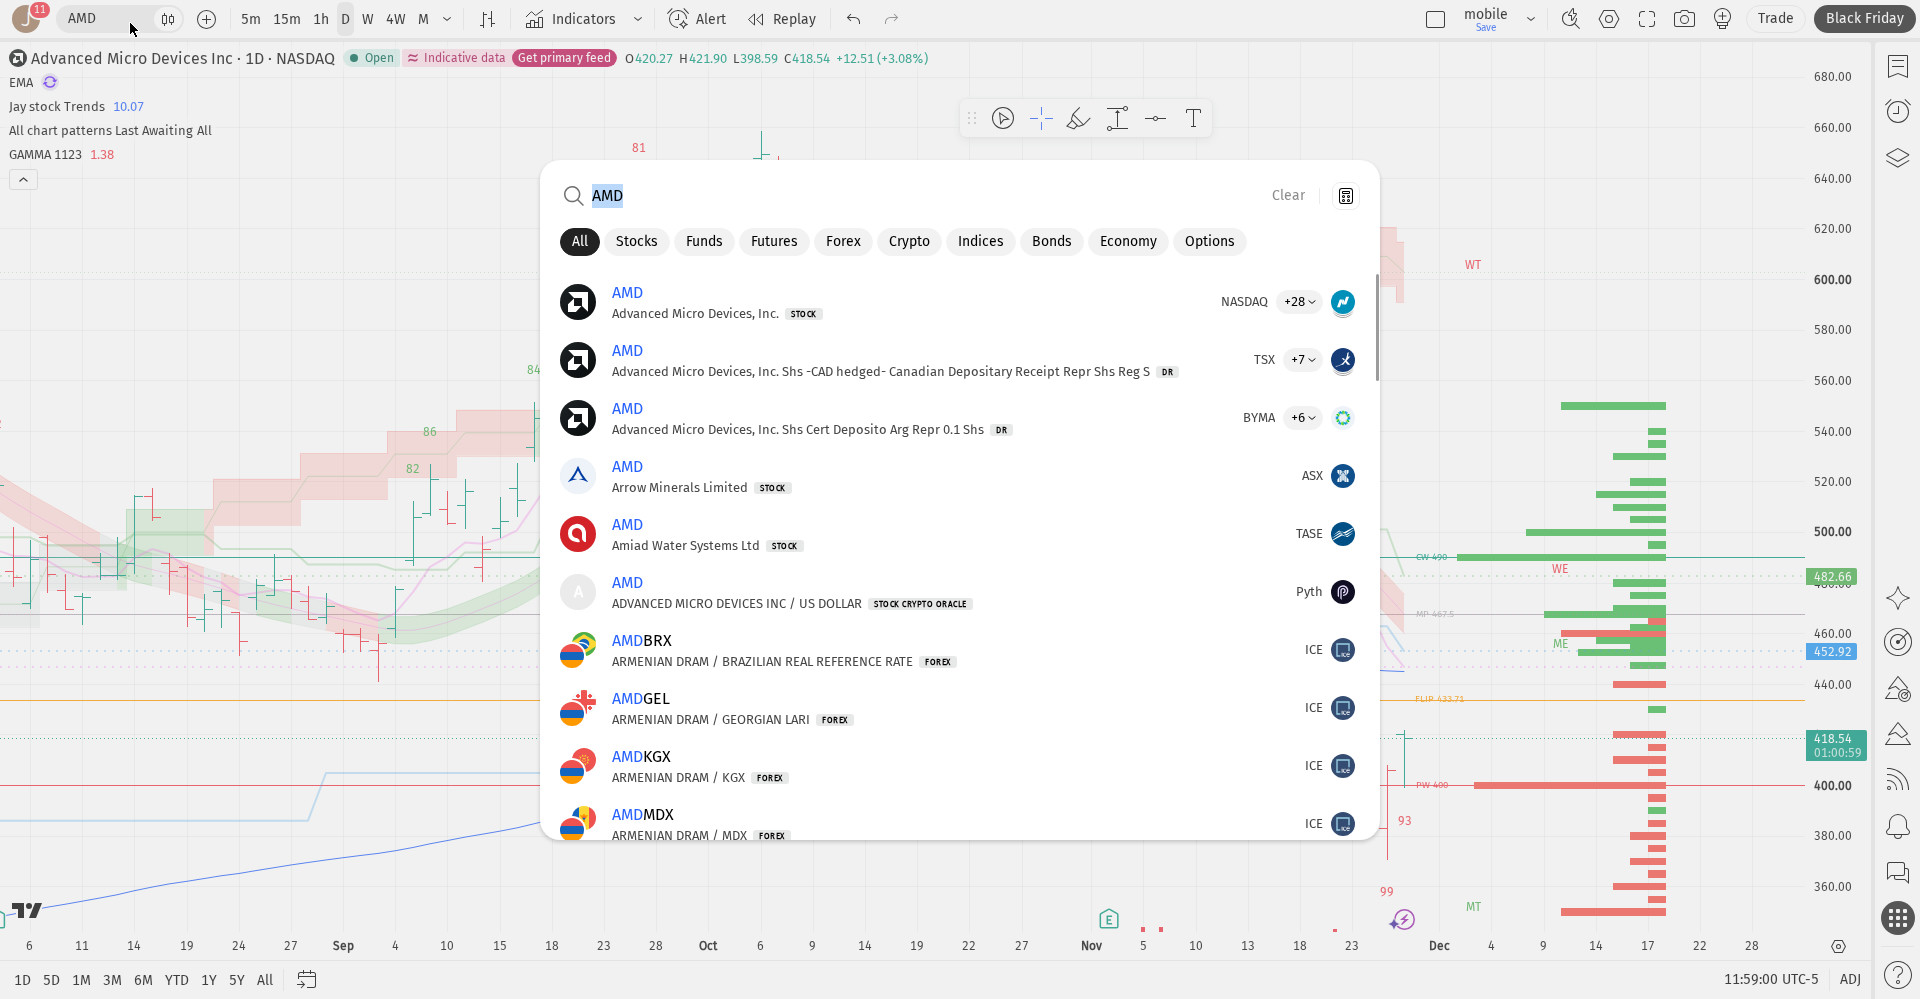 J 11 AMD 5m 15m 1h D W 4W M Indicators Alert Replay mobile Save Trade Black Friday
Advanced Micro Devices Inc · 1D · NASDAQ Open Indicative data Get primary feed O420.27 H421.90 L398.59 C418.54 +12.51 (+3.08%)
EMA
Jay stock Trends 10.07
All chart patterns Last Awaiting All
GAMMA 1123 1.38
81
AMD Clear
All Stocks Funds Futures Forex Crypto Indices Bonds Economy Options
AMD
Advanced Micro Devices, Inc. STOCK
NASDAQ +28
AMD
Advanced Micro Devices, Inc. Shs -CAD hedged- Canadian Depositary Receipt Repr Shs Reg S DR
TSX +7
AMD
Advanced Micro Devices, Inc. Shs Cert Deposito Arg Repr 0.1 Shs DR
BYMA +6
AMD
Arrow Minerals Limited STOCK
ASX
AMD
Amiad Water Systems Ltd STOCK
TASE
A
AMD
ADVANCED MICRO DEVICES INC / US DOLLAR STOCK CRYPTO ORACLE
Pyth
AMDBRX
ARMENIAN DRAM / BRAZILIAN REAL REFERENCE RATE FOREX
ICE
AMDGEL
ARMENIAN DRAM / GEORGIAN LARI FOREX
ICE
AMDKGX
ARMENIAN DRAM / KGX FOREX
ICE
AMDMDX
ARMENIAN DRAM / MDX FOREX
ICE
84
86
82
WT
CW 490
WE
MP 467.5
ME
FLIP 433.71
PW 400
93
99
MT
680.00
660.00
640.00
620.00
600.00
580.00
560.00
540.00
520.00
500.00
482.66
460.00
452.92
440.00
418.54
01:00:59
400.00
380.00
360.00
E
6 11 14 19 24 27 Sep 4 10 15 18 23 28 Oct 6 9 14 19 22 27 Nov 5 10 13 18 23 Dec 4 9 14 17 22 28
1D 5D 1M 3M 6M YTD 1Y 5Y All 11:59:00 UTC-5 ADJ